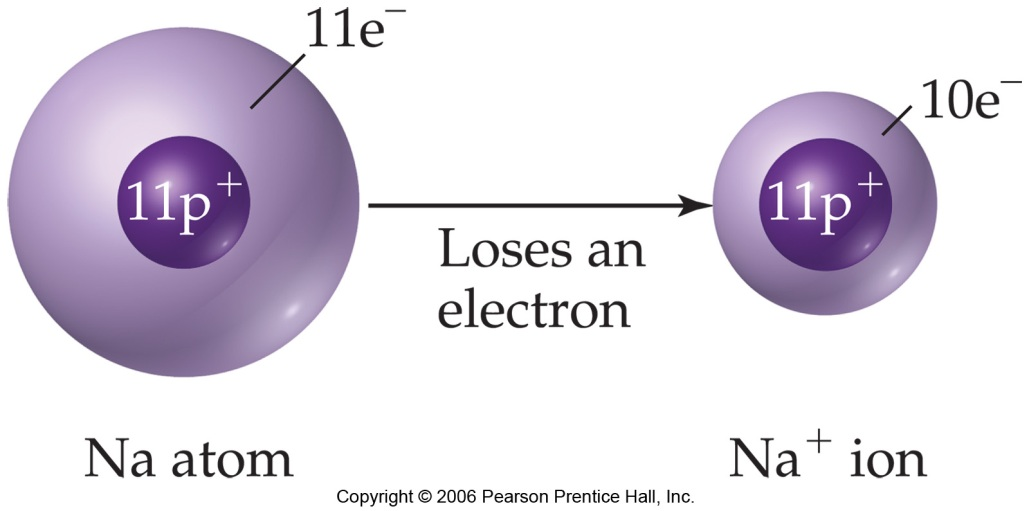 11e⁻
10e⁻
11p⁺
11p⁺
Loses an
electron
Na atom
Na⁺ ion
Copyright © 2006 Pearson Prentice Hall, Inc.